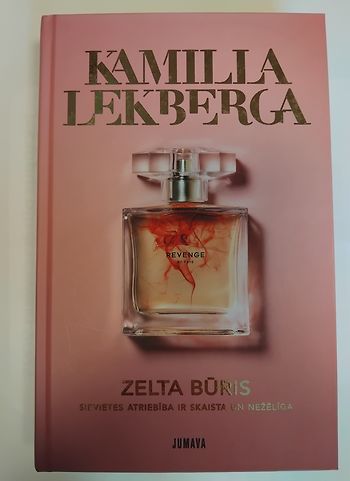 KAMILLA
LEKBERGA
REVENGE
ZELTA BŪRIS
SIEVIETES ATRIEBĪBA IR SKAISTA UN NEŽĒLĪGA
JUMAVA